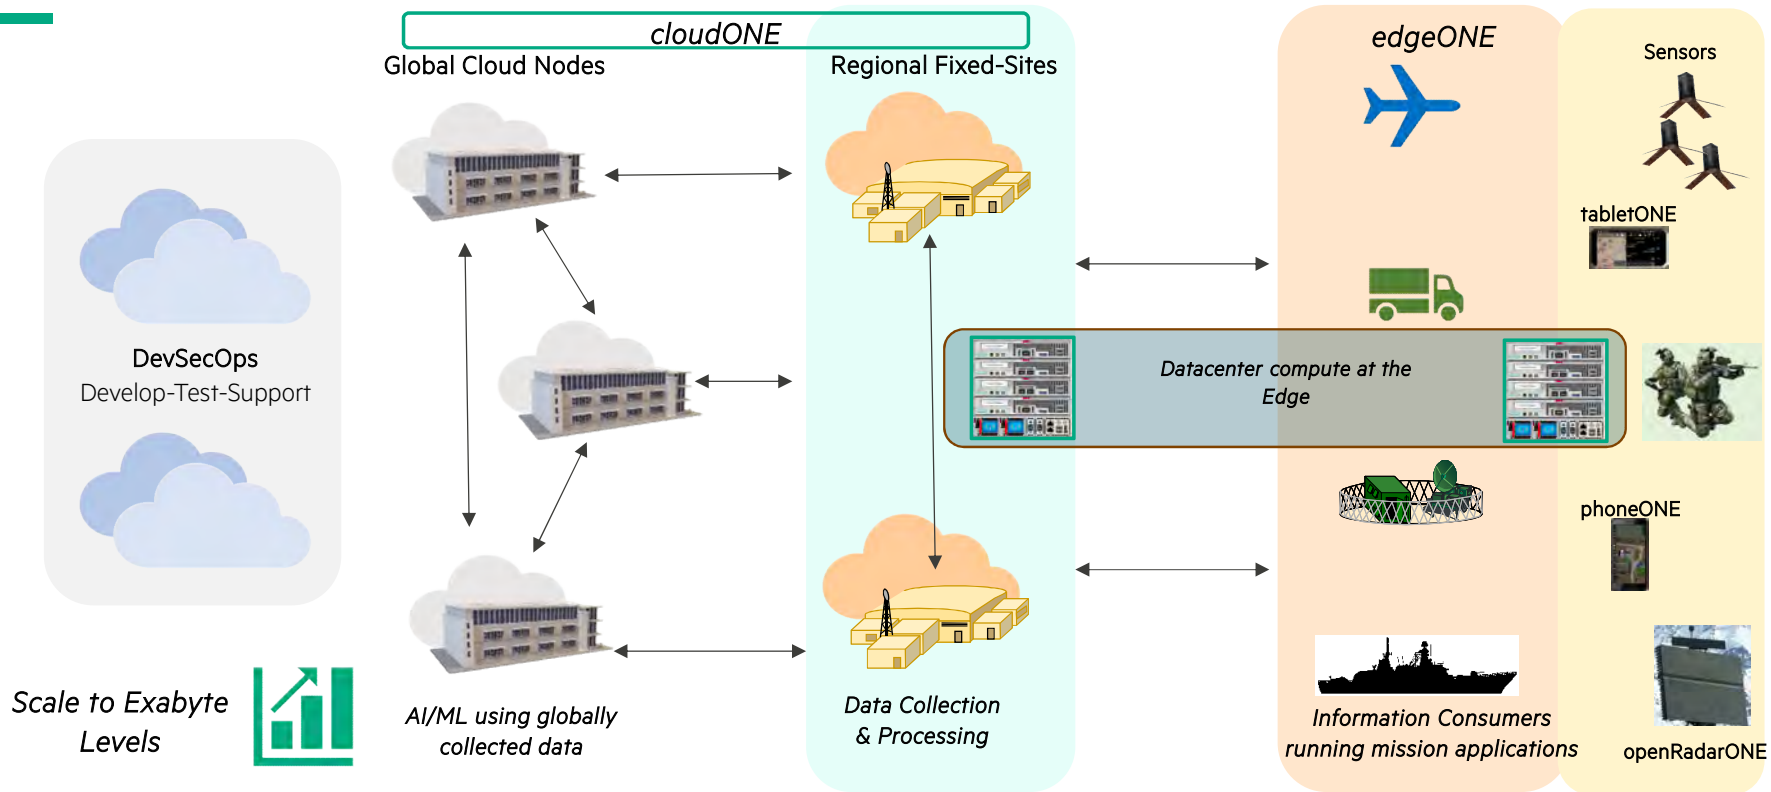 cloudONE
Global Cloud Nodes
Regional Fixed-Sites
edgeONE
Sensors
tabletONE
DevSecOps
Develop-Test-Support
Datacenter compute at the
Edge
phoneONE
Scale to Exabyte
Levels
AI/ML using globally
collected data
Data Collection
& Processing
Information Consumers
running mission applications
openRadarONE